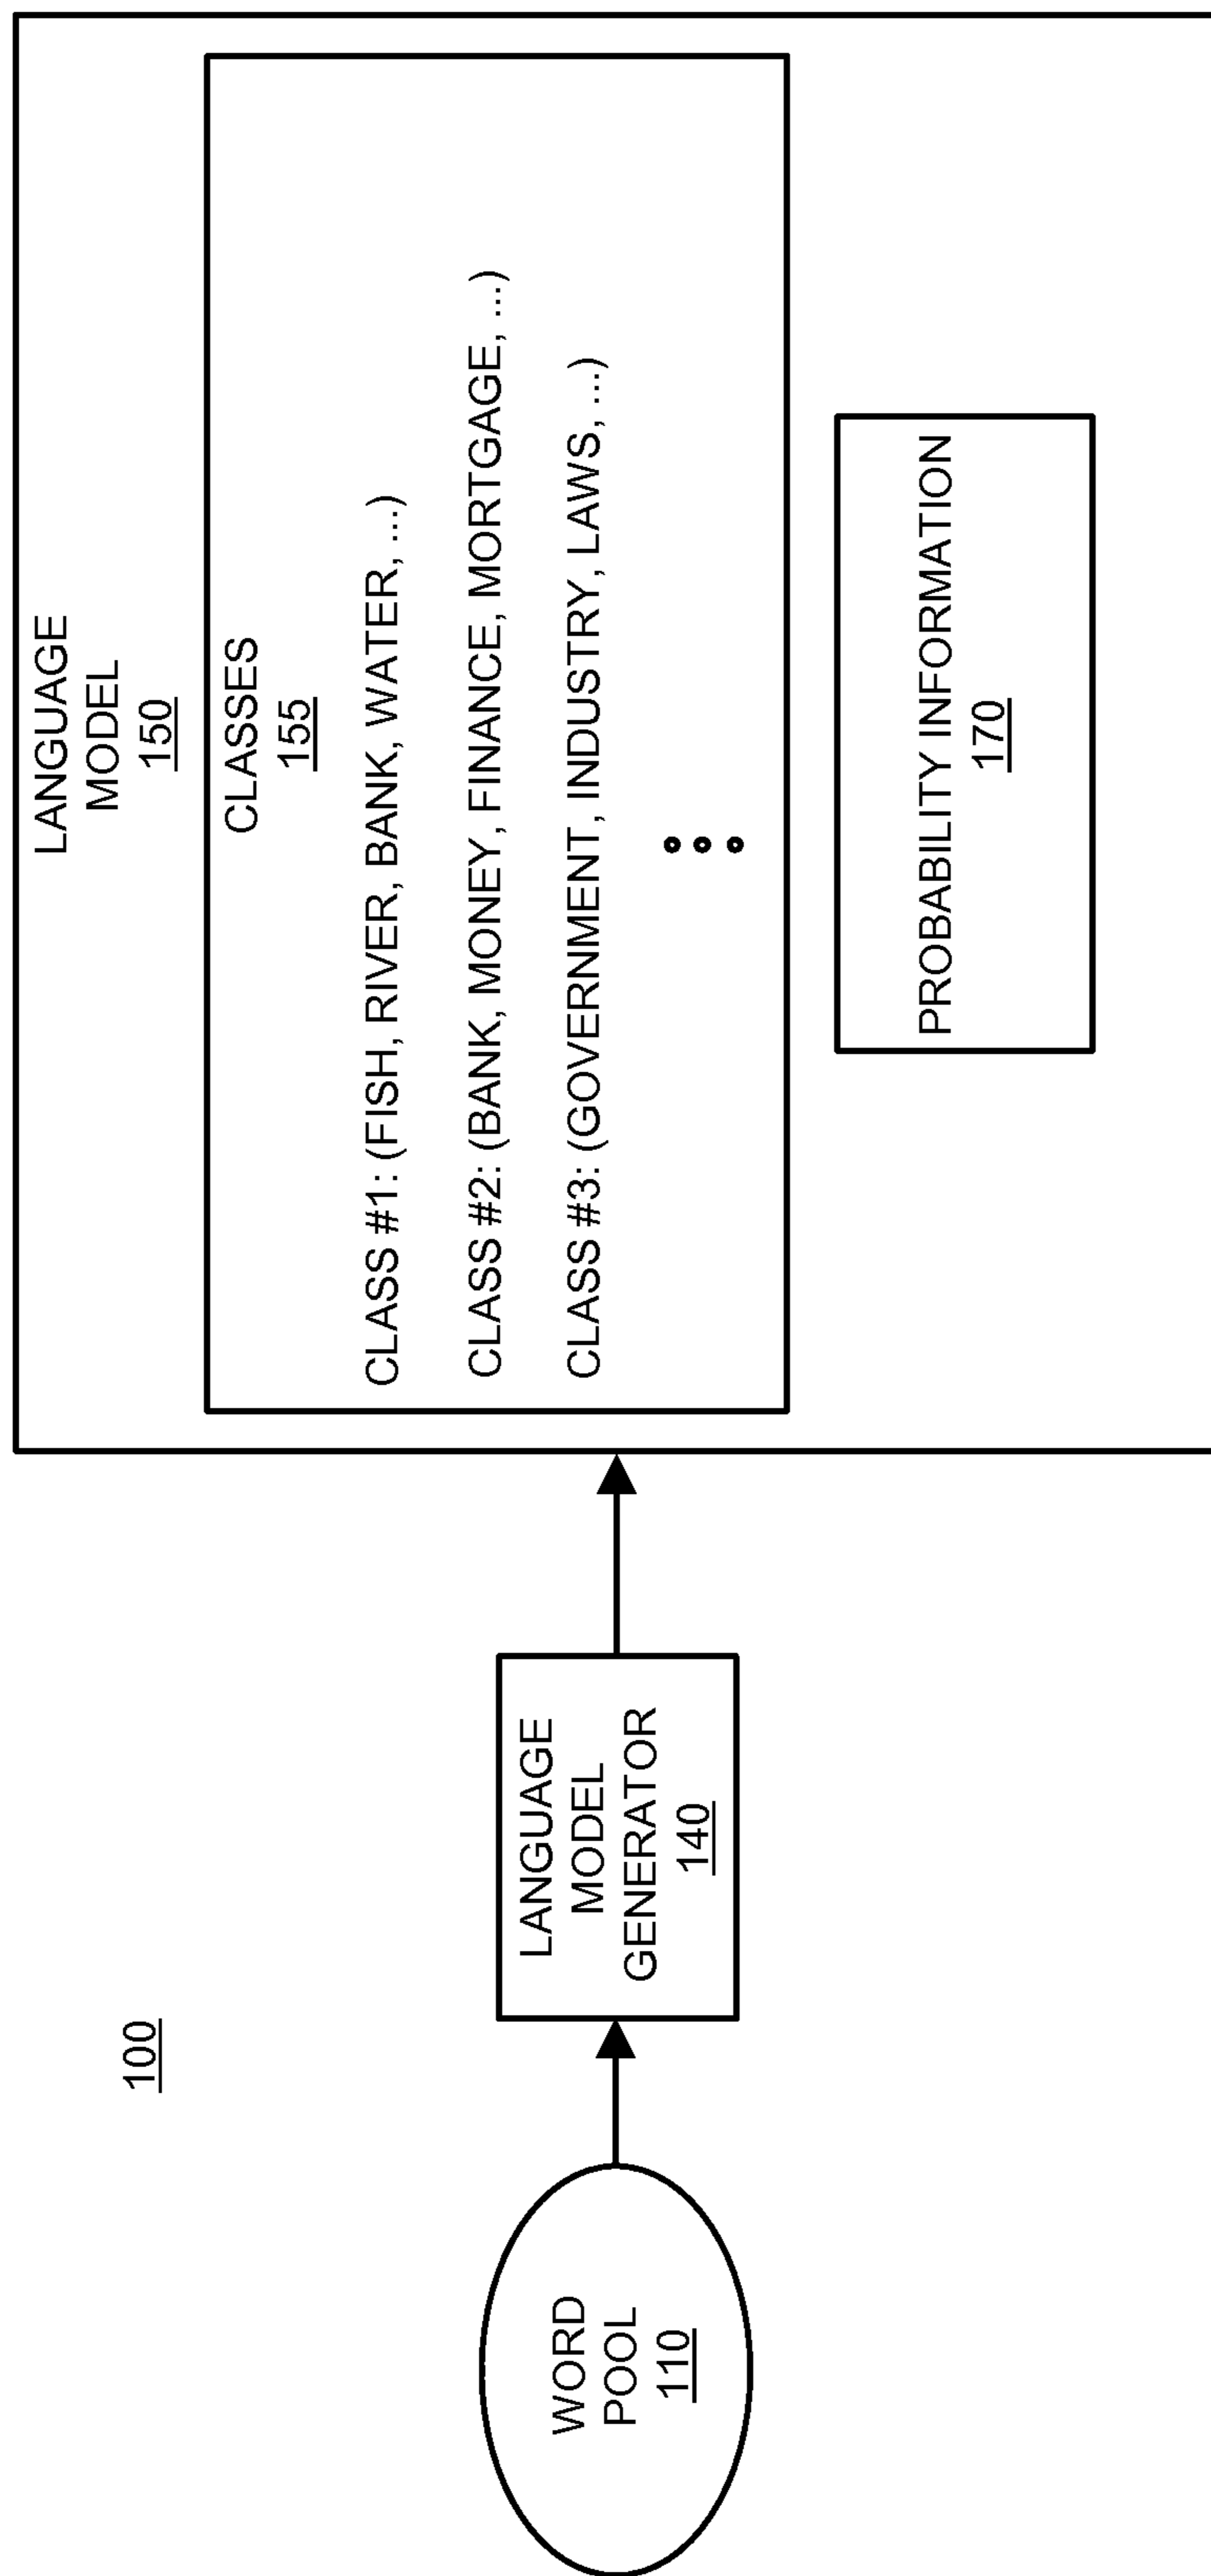 100
WORD
POOL
110
LANGUAGE
MODEL
GENERATOR
140
LANGUAGE
MODEL
150
CLASSES
155
CLASS #1: (FISH, RIVER, BANK, WATER, ...)
CLASS #2: (BANK, MONEY, FINANCE, MORTGAGE, ...)
CLASS #3: (GOVERNMENT, INDUSTRY, LAWS, ...)
PROBABILITY INFORMATION
170